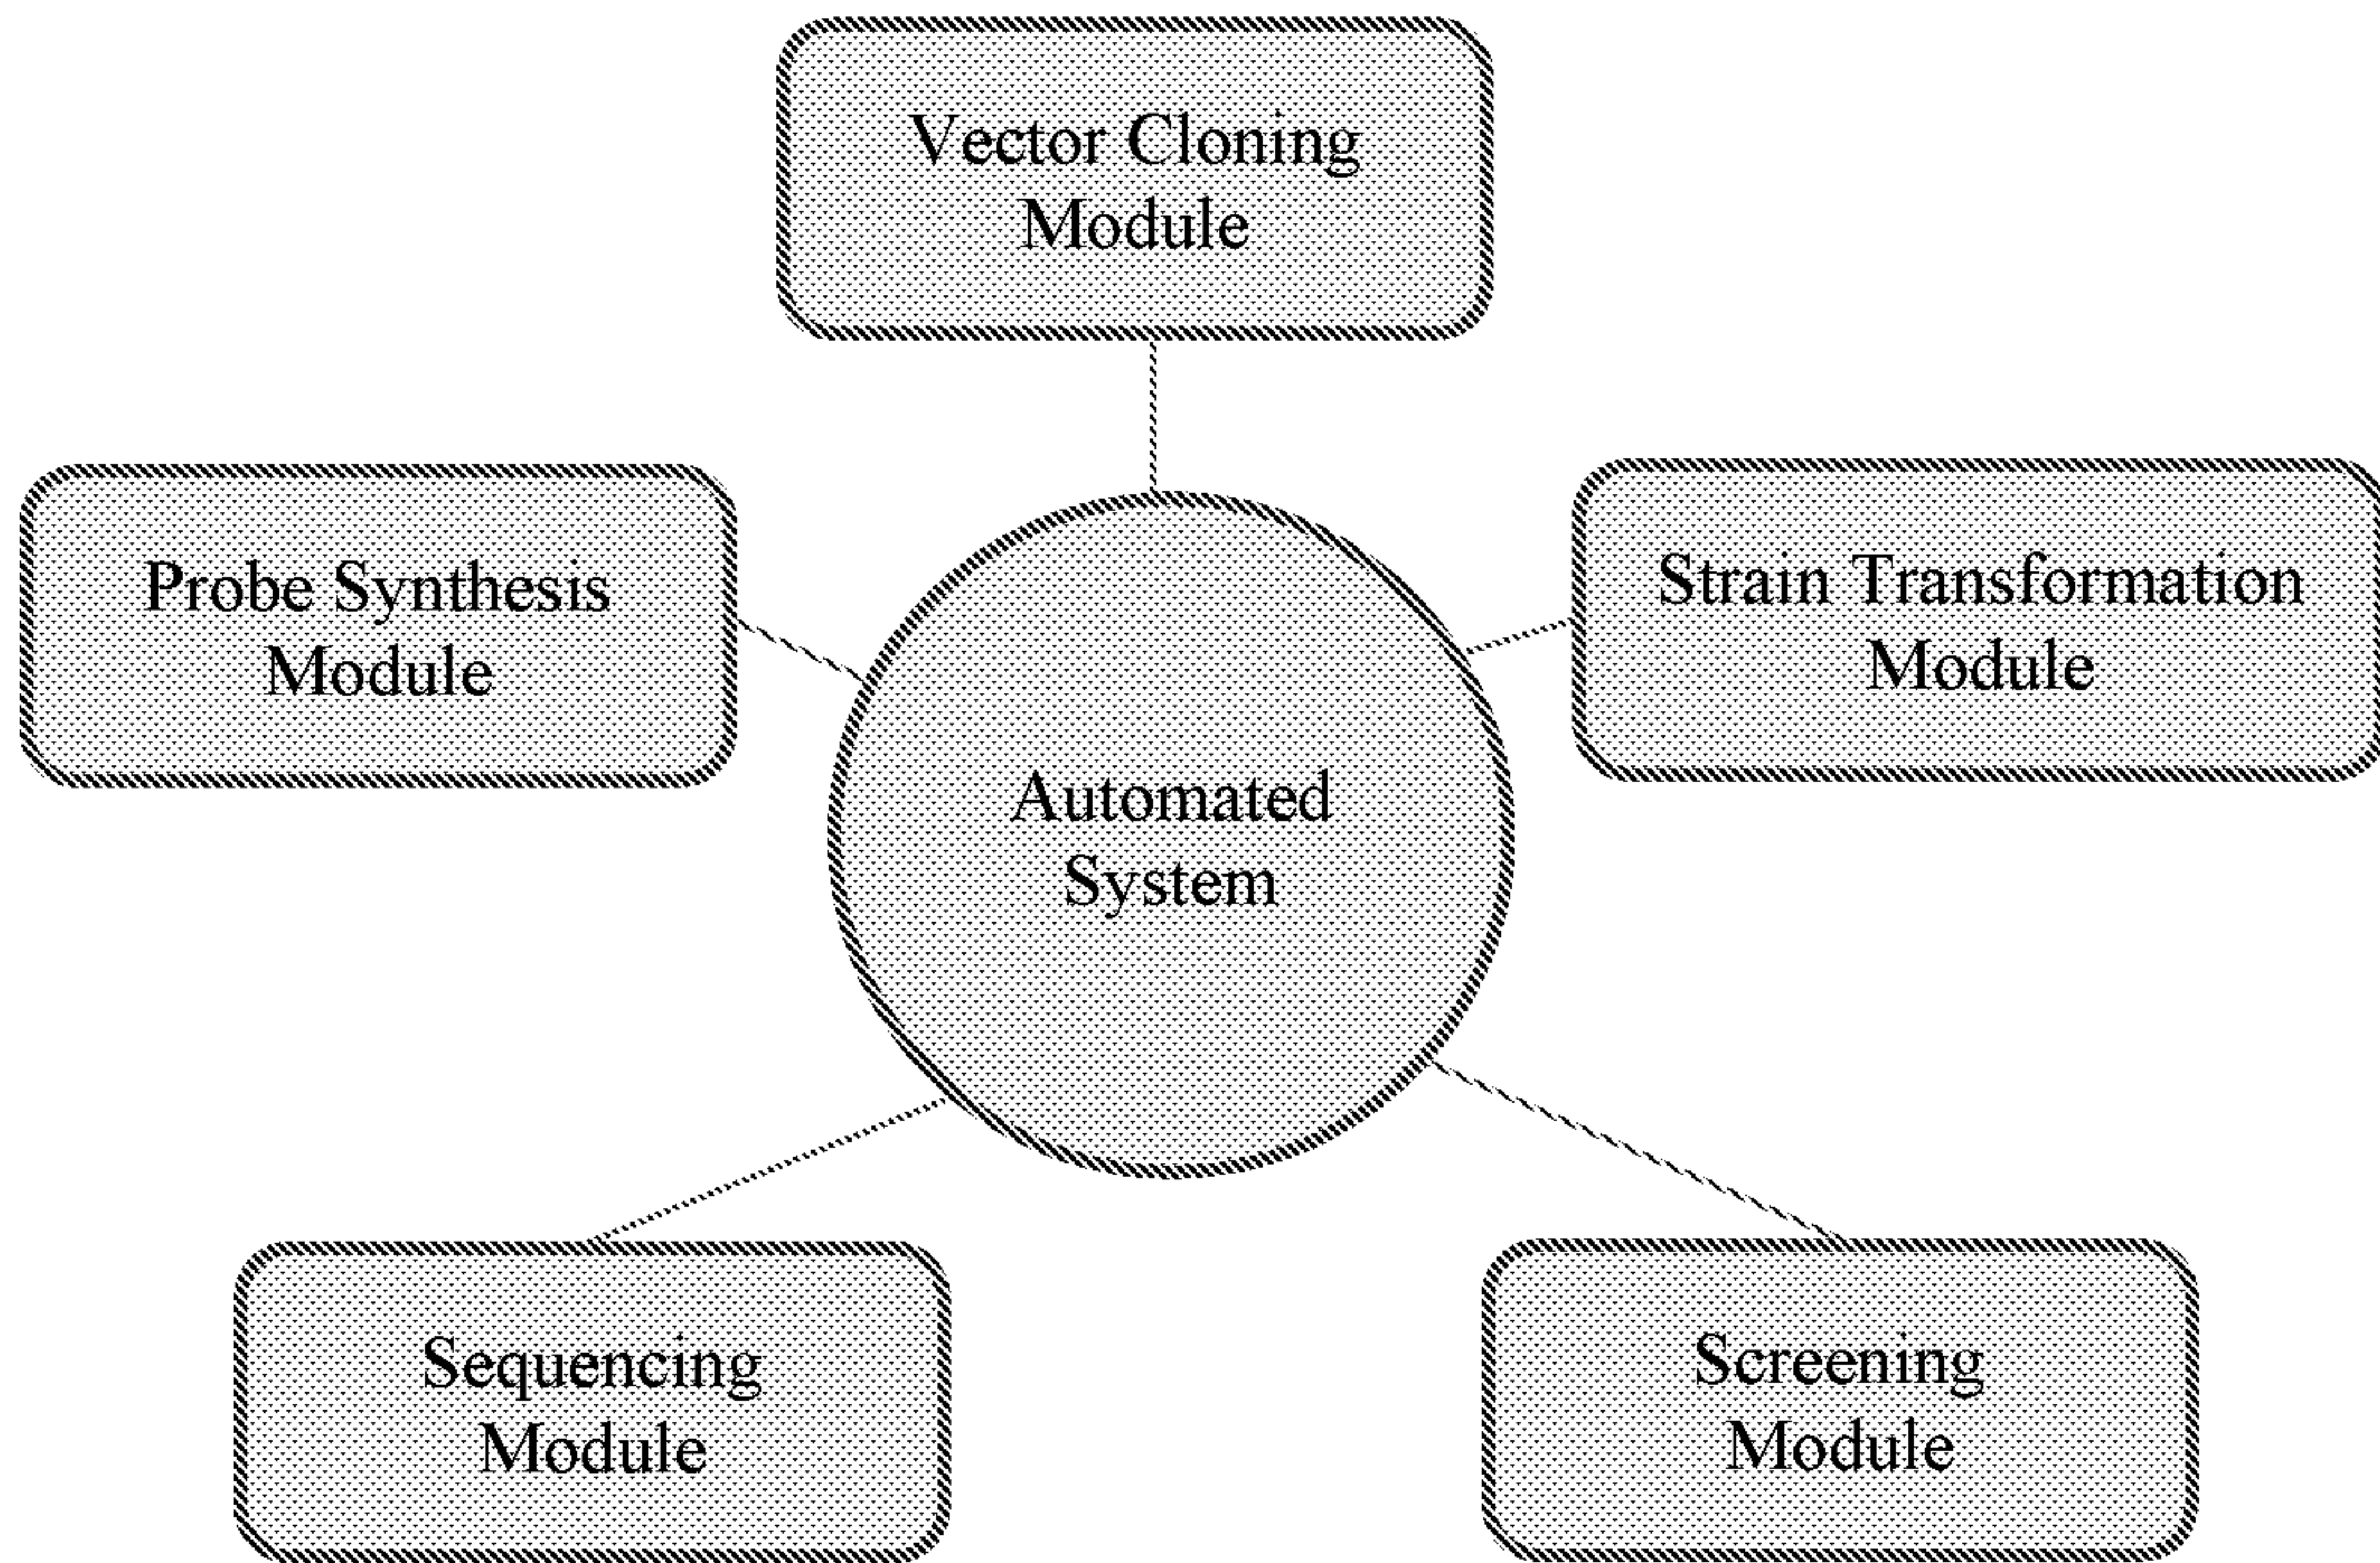 Vector Cloning
Module
Probe Synthesis
Module
Strain Transformation
Module
Automated
System
Sequencing
Module
Screening
Module